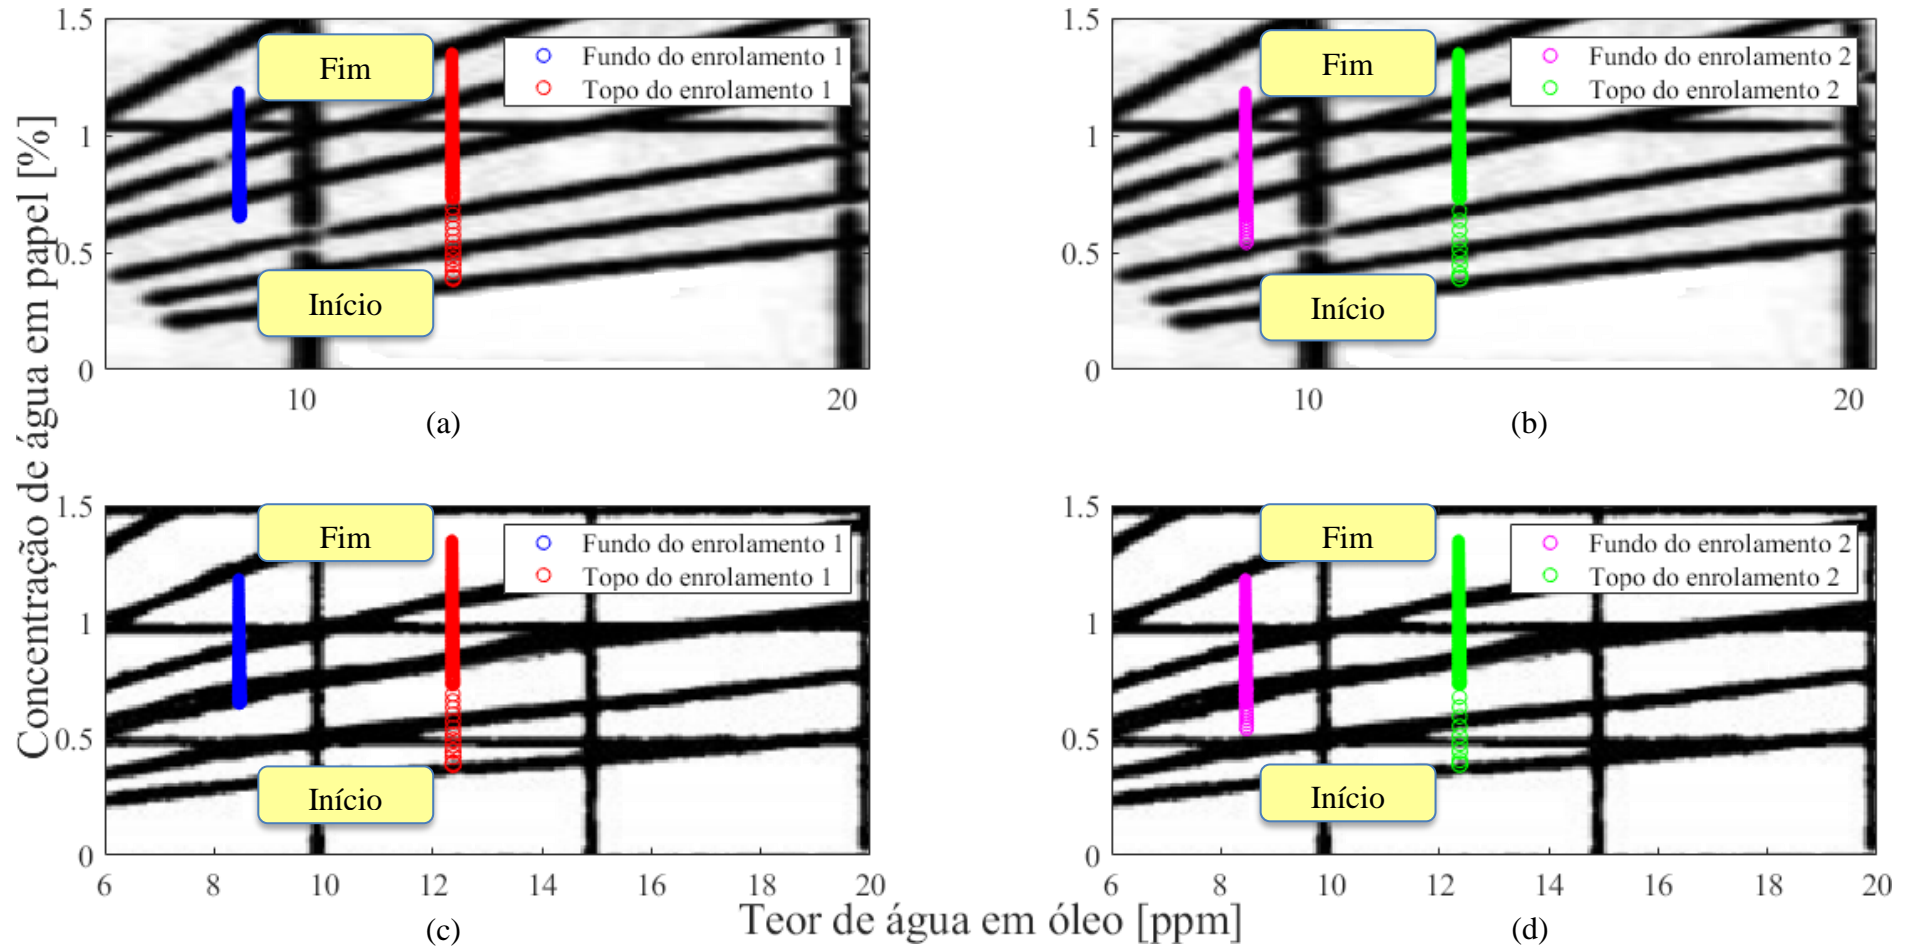 Concentração de água em papel [%]
1.5
1
0.5
0
Fim
Início
Fundo do enrolamento 1
Topo do enrolamento 1
10
20
(a)
1.5
1
0.5
0
Fim
Início
Fundo do enrolamento 2
Topo do enrolamento 2
10
20
(b)
1.5
1
0.5
0
Fim
Início
Fundo do enrolamento 1
Topo do enrolamento 1
6 8 10 12 14 16 18 20
(c)
1.5
1
0.5
0
Fim
Início
Fundo do enrolamento 2
Topo do enrolamento 2
6 8 10 12 14 16 18 20
(d)
Teor de água em óleo [ppm]